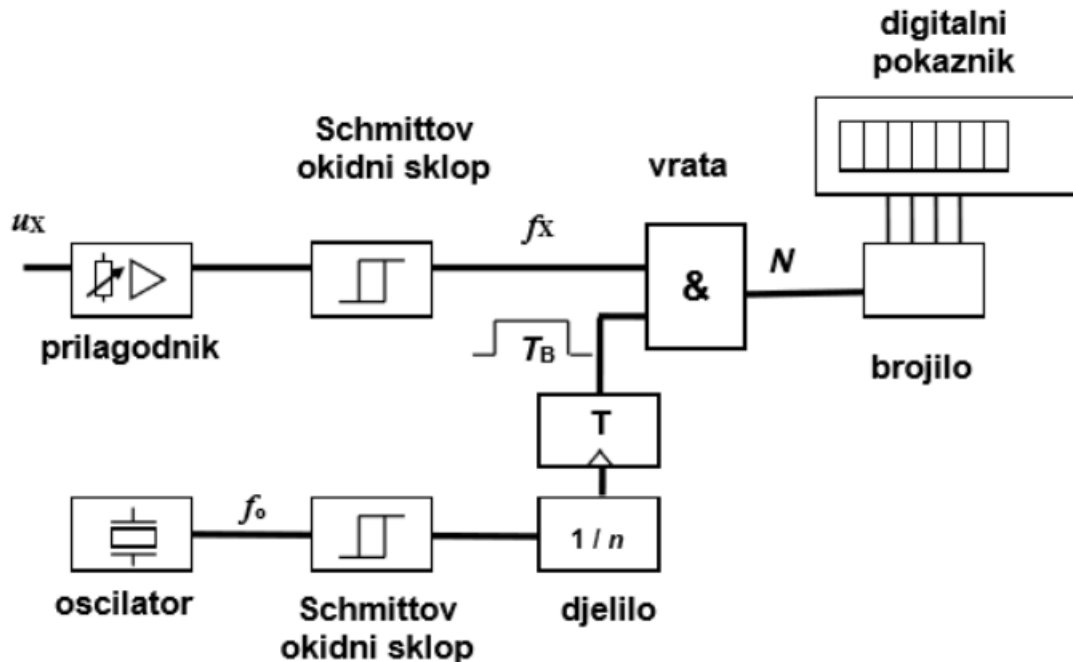 digitalni
pokaznik
Schmittov
okidni sklop
vrata
uX
fX
&
N
prilagodnik
TB
brojilo
T
fo
1 / n
oscilator
Schmittov
okidni sklop
djelilo